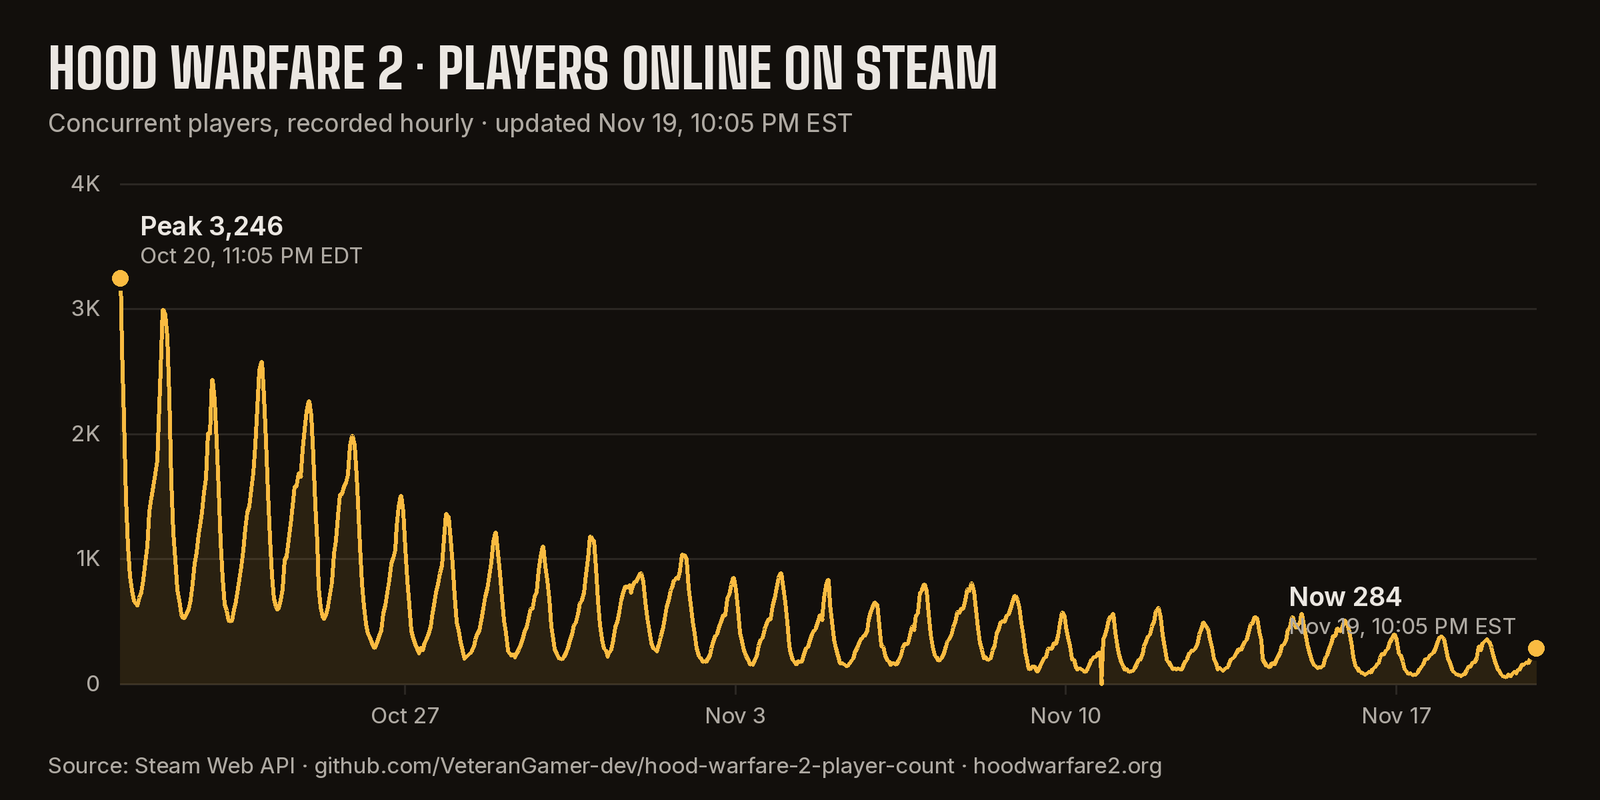 HOOD WARFARE 2 · PLAYERS ONLINE ON STEAM
Concurrent players, recorded hourly · updated Nov 19, 10:05 PM EST
4K
Peak 3,246
Oct 20, 11:05 PM EDT
3K
2K
1K
Now 284
Nov 19, 10:05 PM EST
0
Oct 27
Nov 3
Nov 10
Nov 17
Source: Steam Web API · github.com/VeteranGamer-dev/hood-warfare-2-player-count · hoodwarfare2.org